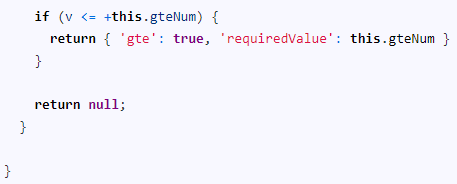 if (v <= +this.gteNum) {
return { 'gte': true, 'requiredValue': this.gteNum }
}
return null;
}
}